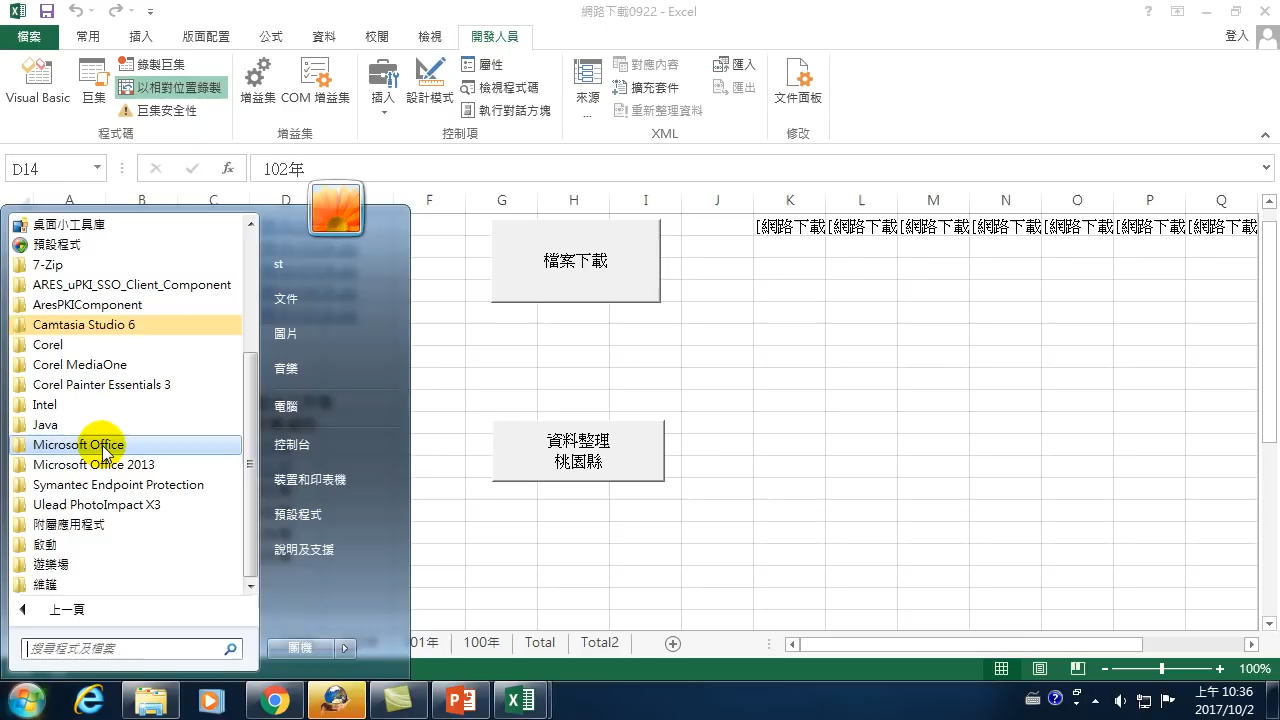 網路下載0922 - Excel
檔案 常用 插入 版面配置 公式 資料 校閱 檢視 開發人員 登入
Visual Basic 巨集 錄製巨集 以相對位置錄製 巨集安全性 增益集 COM 增益集 插入 設計模式 屬性 檢視程式碼 執行對話方塊 來源 ... 對應內容 擴充套件 重新整理資料 匯入 匯出 文件面板
程式碼 增益集 控制項 XML 修改
D14 fx 102年
A B C D F G H I J K L M N O P Q
[網路下載 [網路下載 [網路下載 [網路下載 [網路下載 [網路下載 [網路下載
檔案下載
資料整理
桃園縣
桌面小工具庫
預設程式
7-Zip
ARES_uPKI_SSO_Client_Component
AresPKIComponent
Camtasia Studio 6
Corel
Corel MediaOne
Corel Painter Essentials 3
Intel
Java
Microsoft Office
Microsoft Office 2013
Symantec Endpoint Protection
Ulead PhotoImpact X3
附屬應用程式
啟動
遊樂場
維護
上一頁
搜尋程式及檔案
st
文件
圖片
音樂
電腦
控制台
裝置和印表機
預設程式
說明及支援
關機
01年 100年 Total Total2
100%
上午 10:36
2017/10/2